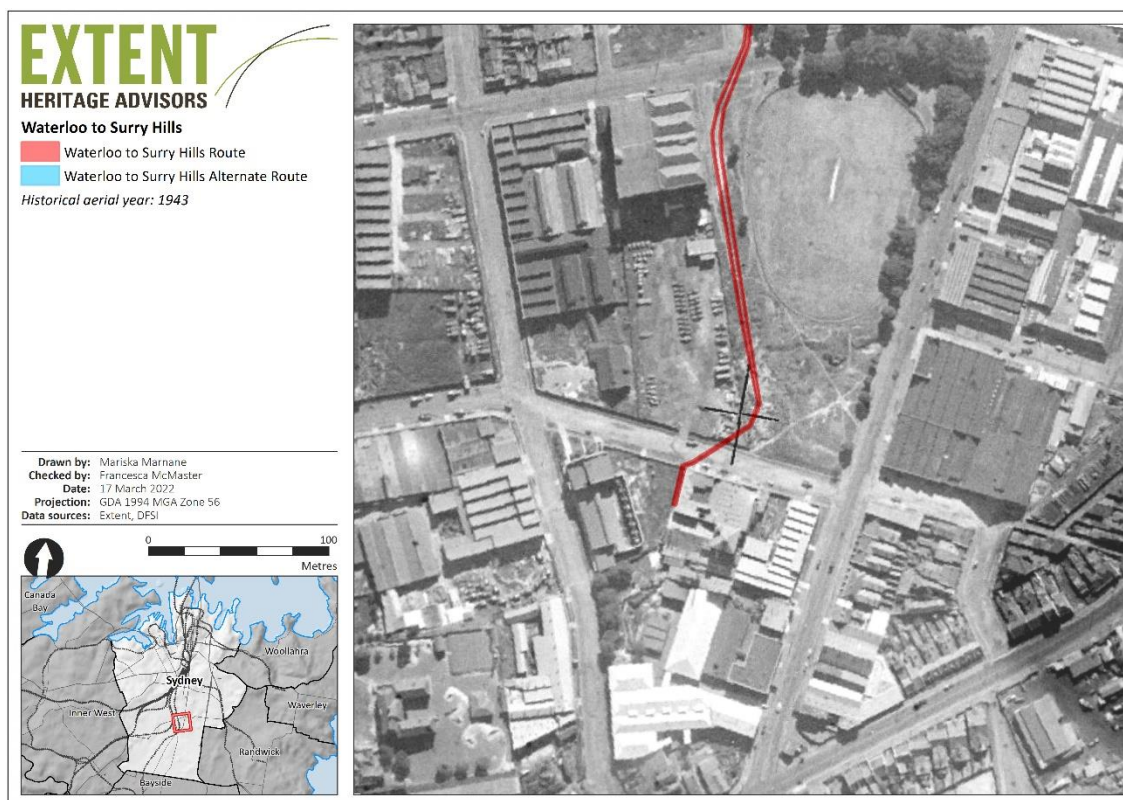 EXTENT
HERITAGE ADVISORS
Waterloo to Surry Hills
Waterloo to Surry Hills Route
Waterloo to Surry Hills Alternate Route
Historical aerial year: 1943
Drawn by: Mariska Marnane
Checked by: Francesca McMaster
Date: 17 March 2022
Projection: GDA 1994 MGA Zone 56
Data sources: Extent, DFSI
0 100
Metres
Canada
Bay
Woollahra
Sydney
Inner West
Waverley
Randwick
Bayside